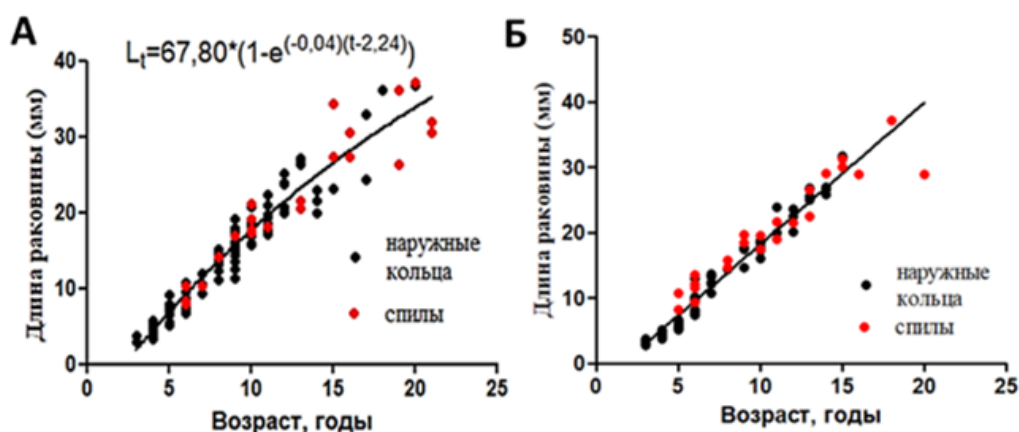 А
L_t=67,80*(1-e^(-0,04)(t-2,24))
Длина раковины (мм)
40
30
20
10
0
0 5 10 15 20 25
Возраст, годы
наружные
кольца
спилы
Б
Длина раковины (мм)
50
40
30
20
10
0
0 5 10 15 20 25
Возраст, годы
наружные
кольца
спилы